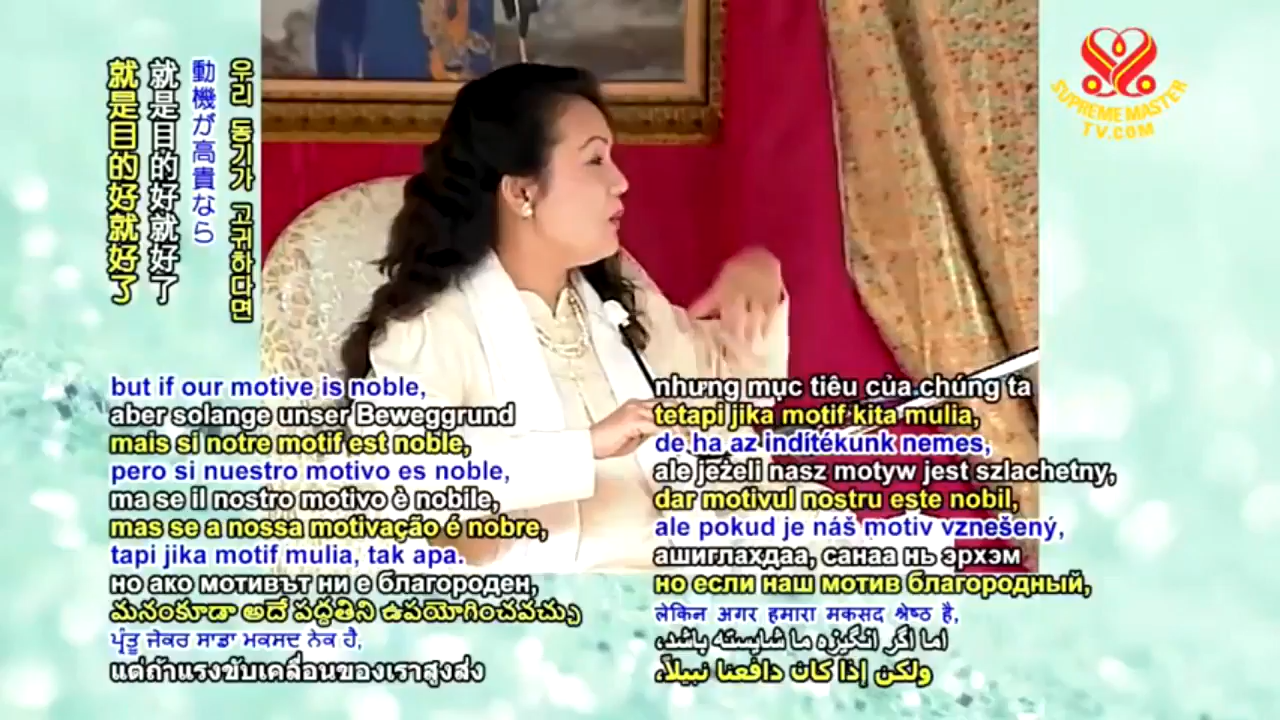 就是目的好就好了
就是目的好就好了
動機が高貴なら
우리 동기가 고귀하다면
SUPREME MASTER
TV.COM
but if our motive is noble,
aber solange unser Beweggrund
mais si notre motif est noble,
pero si nuestro motivo es noble,
ma se il nostro motivo è nobile,
mas se a nossa motivação é nobre,
tapi jika motif mulia, tak apa.
но ако мотивът ни е благороден,
మనంకూడా అదే పద్ధతిని ఉపయోగించవచ్చు
ਪ੍ਰੰਤੂ ਜੇਕਰ ਸਾਡਾ ਮਕਸਦ ਨੇਕ ਹੈ,
แต่ถ้าแรงขับเคลื่อนของเราสูงส่ง
nhưng mục tiêu của chúng ta
tetapi jika motif kita mulia,
de ha az indítékunk nemes,
ale jeżeli nasz motyw jest szlachetny,
dar motivul nostru este nobil,
ale pokud je náš motiv vznešený,
ашиглахдаа, санаа нь эрхэм
но если наш мотив благородный,
लेकिन अगर हमारा मकसद श्रेष्ठ है,
اما اگر انگیزه ما شایسته باشد،
ولكن إذا كان دافعنا نبيلاً،